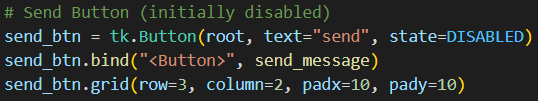 # Send Button (initially disabled)
send_btn = tk.Button(root, text="send", state=DISABLED)
send_btn.bind("<Button>", send_message)
send_btn.grid(row=3, column=2, padx=10, pady=10)